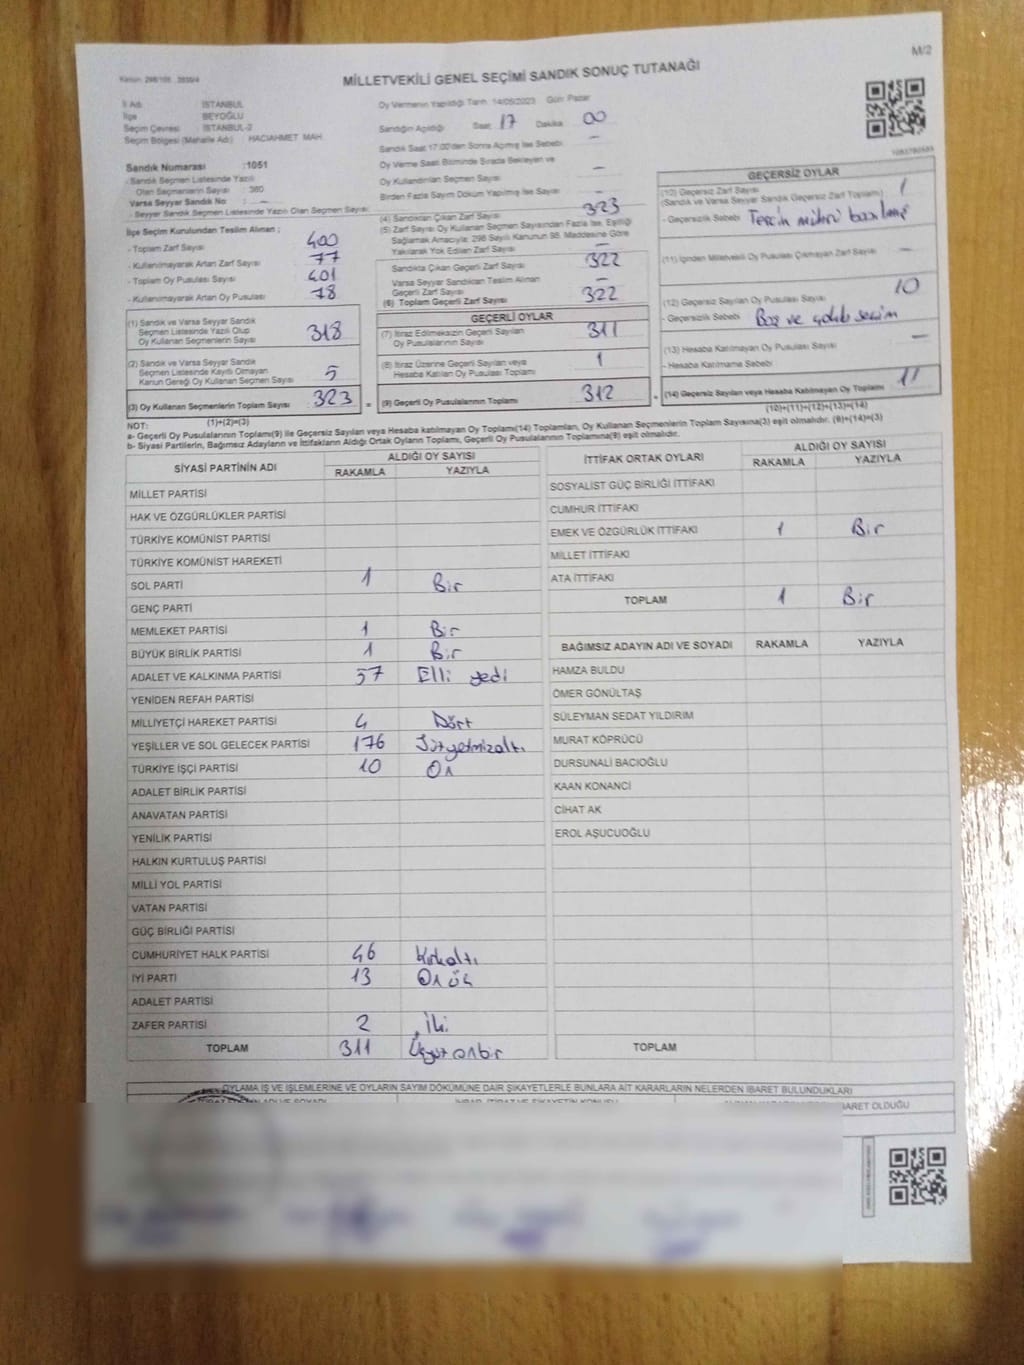 M/2
Kanun: 298/105 , 2839/4
MİLLETVEKİLİ GENEL SEÇİMİ SANDIK SONUÇ TUTANAĞI
İl Adı : İSTANBUL
İlçe : BEYOĞLU
Seçim Çevresi : İSTANBUL-2
Seçim Bölgesi (Mahalle Adı) : HACIAHMET MAH.
Sandık Numarası :1051
- Sandık Seçmen Listesinde Yazılı
Olan Seçmenlerin Sayısı : 380
Varsa Seyyar Sandık No : —
- Seyyar Sandık Seçmen Listesinde Yazılı Olan Seçmen Sayısı:
İlçe Seçim Kurulundan Teslim Alınan ;
- Toplam Zarf Sayısı 400
- Kullanılmayarak Artan Zarf Sayısı 77
- Toplam Oy Pusulası Sayısı 401
- Kullanılmayarak Artan Oy Pusulası 78
(1) Sandık ve Varsa Seyyar Sandık
Seçmen Listesinde Yazılı Olup
Oy Kullanan Seçmenlerin Sayısı 318
(2) Sandık ve Varsa Seyyar Sandık
Seçmen Listesinde Kayıtlı Olmayan
Kanun Gereği Oy Kullanan Seçmen Sayısı 5
(3) Oy Kullanan Seçmenlerin Toplam Sayısı 323 =
Oy Vermenin Yapıldığı Tarih: 14/05/2023 Gün: Pazar
Sandığın Açıldığı Saat: 17 Dakika: 00
Sandık Saat 17.00'den Sonra Açılmış İse Sebebi: —
Oy Verme Saati Bitiminde Sırada Bekleyen ve
Oy Kullandırılan Seçmen Sayısı —
Birden Fazla Sayım Döküm Yapılmış İse Sayısı —
(4) Sandıktan Çıkan Zarf Sayısı 323
(5) Zarf Sayısı Oy Kullanan Seçmen Sayısından Fazla İse, Eşitliği
Sağlamak Amacıyla; 298 Sayılı Kanunun 98. Maddesine Göre
Yakılarak Yok Edilen Zarf Sayısı —
Sandıkta Çıkan Geçerli Zarf Sayısı 322
Varsa Seyyar Sandıktan Teslim Alınan
Geçerli Zarf Sayısı —
(6) Toplam Geçerli Zarf Sayısı 322
GEÇERLİ OYLAR
(7) İtiraz Edilmeksizin Geçerli Sayılan
Oy Pusulalarının Sayısı 311
(8) İtiraz Üzerine Geçerli Sayılan veya
Hesaba Katılan Oy Pusulası Toplamı 1
(9) Geçerli Oy Pusulalarının Toplamı 312 +
GEÇERSİZ OYLAR
(10) Geçersiz Zarf Sayısı 1
(Sandık ve Varsa Seyyar Sandık Geçersiz Zarf Toplamı)
- Geçersizlik Sebebi Tercih mührü basılmış
(11) İçinden Milletvekili Oy Pusulası Çıkmayan Zarf Sayısı —
(12) Geçersiz Sayılan Oy Pusulası Sayısı 10
- Geçersizlik Sebebi Boş ve çoklu seçim
(13) Hesaba Katılmayan Oy Pusulası Sayısı —
- Hesaba Katılmama Sebebi
(14) Geçersiz Sayılan veya Hesaba Katılmayan Oy Toplamı 11
(1)+(2)=(3)
(10)+(11)+(12)+(13)=(14)
NOT:
a- Geçerli Oy Pusulalarının Toplamı(9) ile Geçersiz Sayılan veya Hesaba Katılmayan Oy Toplamı(14) Toplamları, Oy Kullanan Seçmenlerin Toplam Sayısına(3) eşit olmalıdır. (9)+(14)=(3)
b- Siyasi Partilerin, Bağımsız Adayların ve İttifakların Aldığı Ortak Oyların Toplamı, Geçerli Oy Pusulalarının Toplamına(9) eşit olmalıdır.
SİYASİ PARTİNİN ADI ALDIĞI OY SAYISI
RAKAMLA YAZIYLA
MİLLET PARTİSİ
HAK VE ÖZGÜRLÜKLER PARTİSİ
TÜRKİYE KOMÜNİST PARTİSİ
TÜRKİYE KOMÜNİST HAREKETİ
SOL PARTİ 1 Bir
GENÇ PARTİ
MEMLEKET PARTİSİ 1 Bir
BÜYÜK BİRLİK PARTİSİ 1 Bir
ADALET VE KALKINMA PARTİSİ 57 Elli yedi
YENİDEN REFAH PARTİSİ
MİLLİYETÇİ HAREKET PARTİSİ 4 Dört
YEŞİLLER VE SOL GELECEK PARTİSİ 176 Yüzyetmişaltı
TÜRKİYE İŞÇİ PARTİSİ 10 On
ADALET BİRLİK PARTİSİ
ANAVATAN PARTİSİ
YENİLİK PARTİSİ
HALKIN KURTULUŞ PARTİSİ
MİLLİ YOL PARTİSİ
VATAN PARTİSİ
GÜÇ BİRLİĞİ PARTİSİ
CUMHURİYET HALK PARTİSİ 46 Kırkaltı
İYİ PARTİ 13 On üç
ADALET PARTİSİ
ZAFER PARTİSİ 2 İki
TOPLAM 311 Üçyüz onbir
İTTİFAK ORTAK OYLARI ALDIĞI OY SAYISI
RAKAMLA YAZIYLA
SOSYALİST GÜÇ BİRLİĞİ İTTİFAKI
CUMHUR İTTİFAKI
EMEK VE ÖZGÜRLÜK İTTİFAKI 1 Bir
MİLLET İTTİFAKI
ATA İTTİFAKI
TOPLAM 1 Bir
BAĞIMSIZ ADAYIN ADI VE SOYADI RAKAMLA YAZIYLA
HAMZA BULDU
ÖMER GÖNÜLTAŞ
SÜLEYMAN SEDAT YILDIRIM
MURAT KÖPRÜCÜ
DURSUNALİ BACIOĞLU
KAAN KONANCİ
CİHAT AK
EROL AŞUCUOĞLU
TOPLAM
OYLAMA İŞ VE İŞLEMLERİNE VE OYLARIN SAYIM DÖKÜMÜNE DAİR ŞİKAYETLERLE BUNLARA AİT KARARLARIN NELERDEN İBARET BULUNDUKLARI